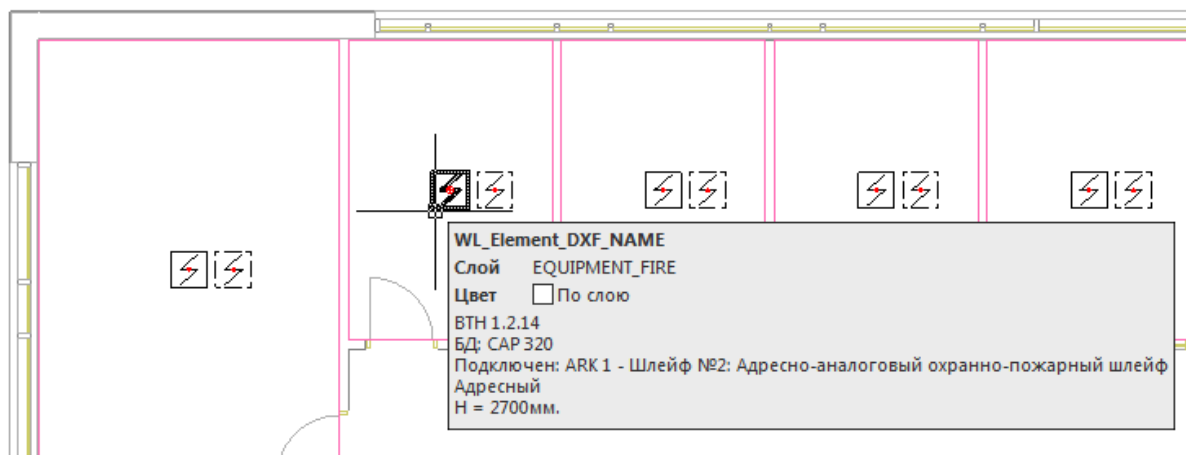 WL_Element_DXF_NAME
Слой EQUIPMENT_FIRE
Цвет По слою
ВТН 1.2.14
БД: САР 320
Подключен: ARK 1 - Шлейф №2: Адресно-аналоговый охранно-пожарный шлейф
Адресный
Н = 2700мм.